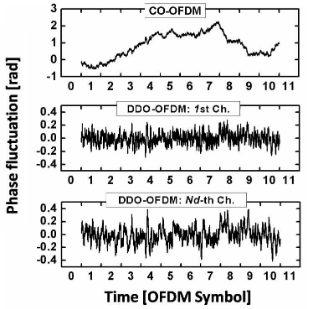 CO-OFDM
3
2
1
0
-1
0 1 2 3 4 5 6 7 8 9 10 11
DDO-OFDM: 1st Ch.
0.4
0.2
0.0
-0.2
-0.4
0 1 2 3 4 5 6 7 8 9 10 11
DDO-OFDM: Nd-th Ch.
0.4
0.2
0.0
-0.2
-0.4
0 1 2 3 4 5 6 7 8 9 10 11
Phase fluctuation [rad]
Time [OFDM Symbol]